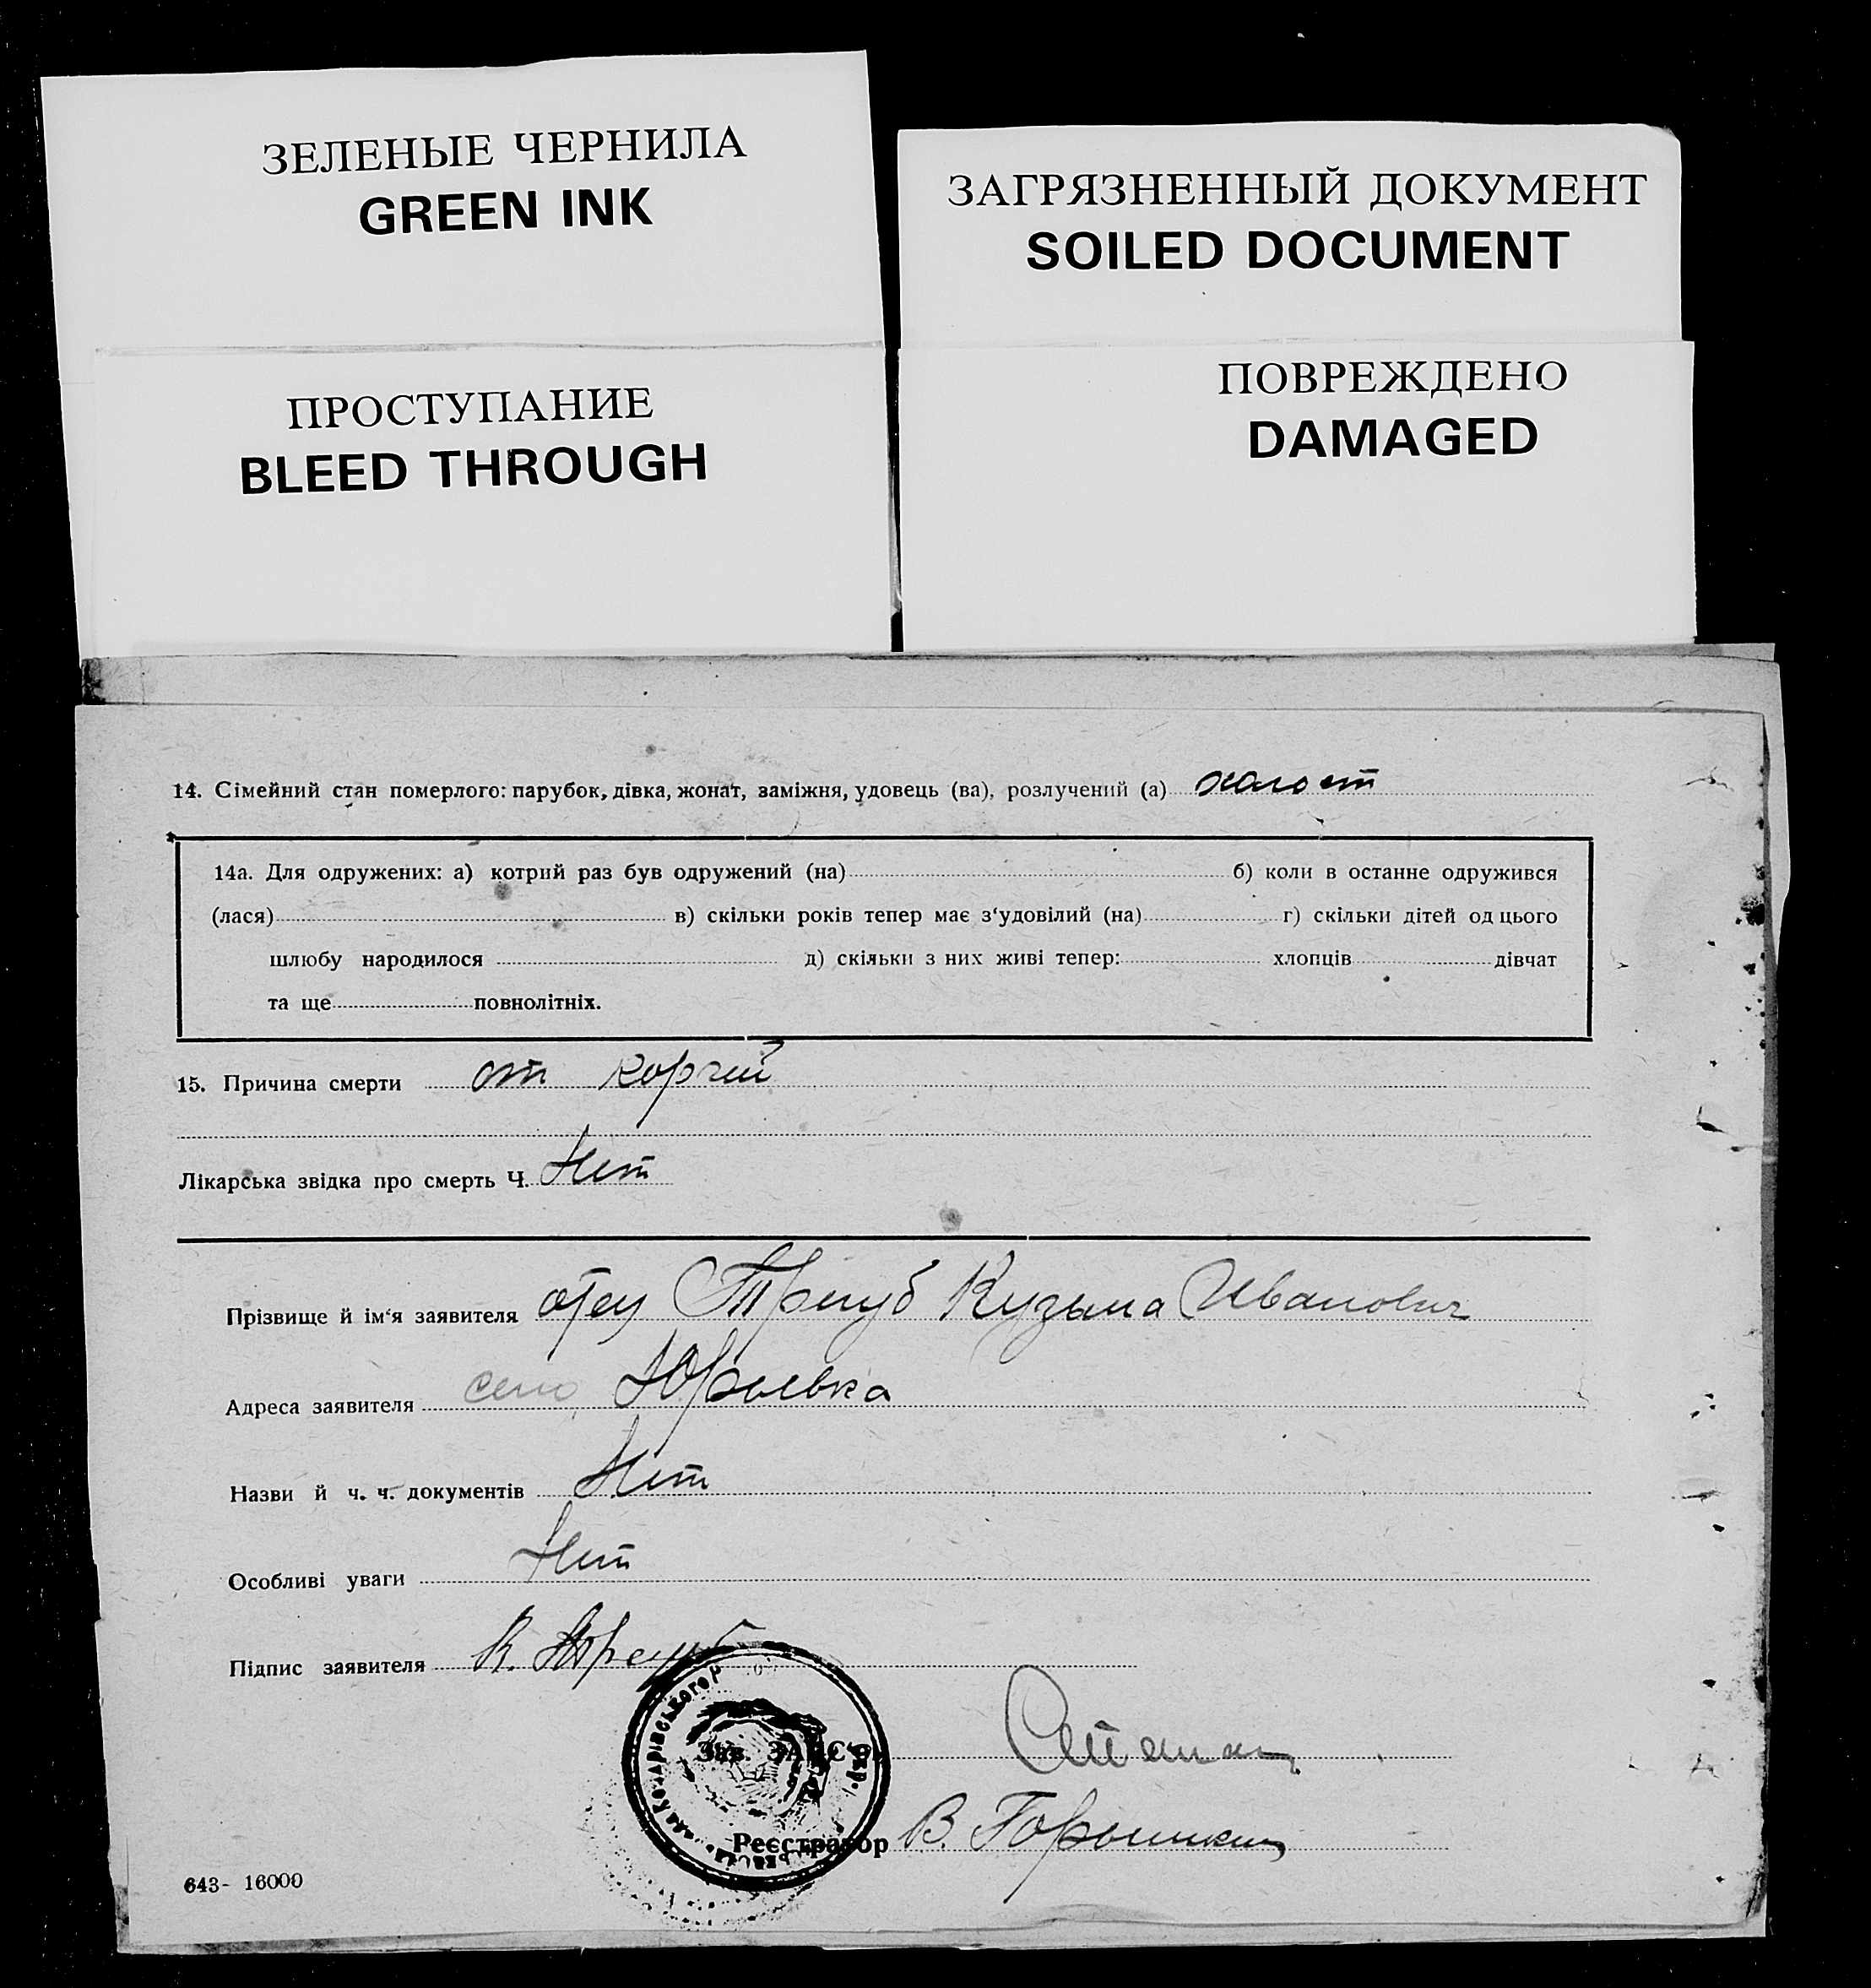 ЗЕЛЕНЫЕ ЧЕРНИЛА
GREEN INK
ЗАГРЯЗНЕННЫЙ ДОКУМЕНТ
SOILED DOCUMENT
ПРОСТУПАНИЕ
BLEED THROUGH
ПОВРЕЖДЕНО
DAMAGED
14. Сімейний стан померлого: парубок, дівка, жонат, заміжня, удовець (ва), розлучений (а) холост
14а. Для одружених: а) котрий раз був одружений (на) б) коли в останне одружився
(лася) в) скільки років тепер має з'удовілий (на) г) скільки дітей од цього
шлюбу народилося д) скільки з них живі тепер: хлопців дівчат
та ще повнолітніх.
15. Причина смерти от корчей
Лікарська звідка про смерть Ч. Нет
Прізвище й ім'я заявителя отец Трегуб Кузьма Иванович
Адреса заявителя село
Назви й ч. ч. документів Нет
Особливі уваги Нет
Підпис заявителя К. Трегуб
Зав. ЗАГС'у
Реєстратор В.
643- 16000